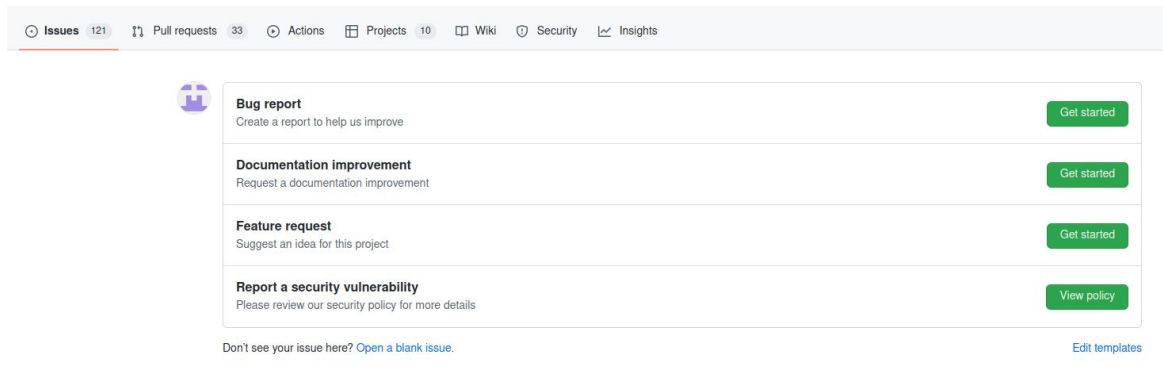 Issues 121 Pull requests 33 Actions Projects 10 Wiki Security Insights
Bug report
Create a report to help us improve
Get started
Documentation improvement
Request a documentation improvement
Get started
Feature request
Suggest an idea for this project
Get started
Report a security vulnerability
Please review our security policy for more details
View policy
Don't see your issue here? Open a blank issue.
Edit templates